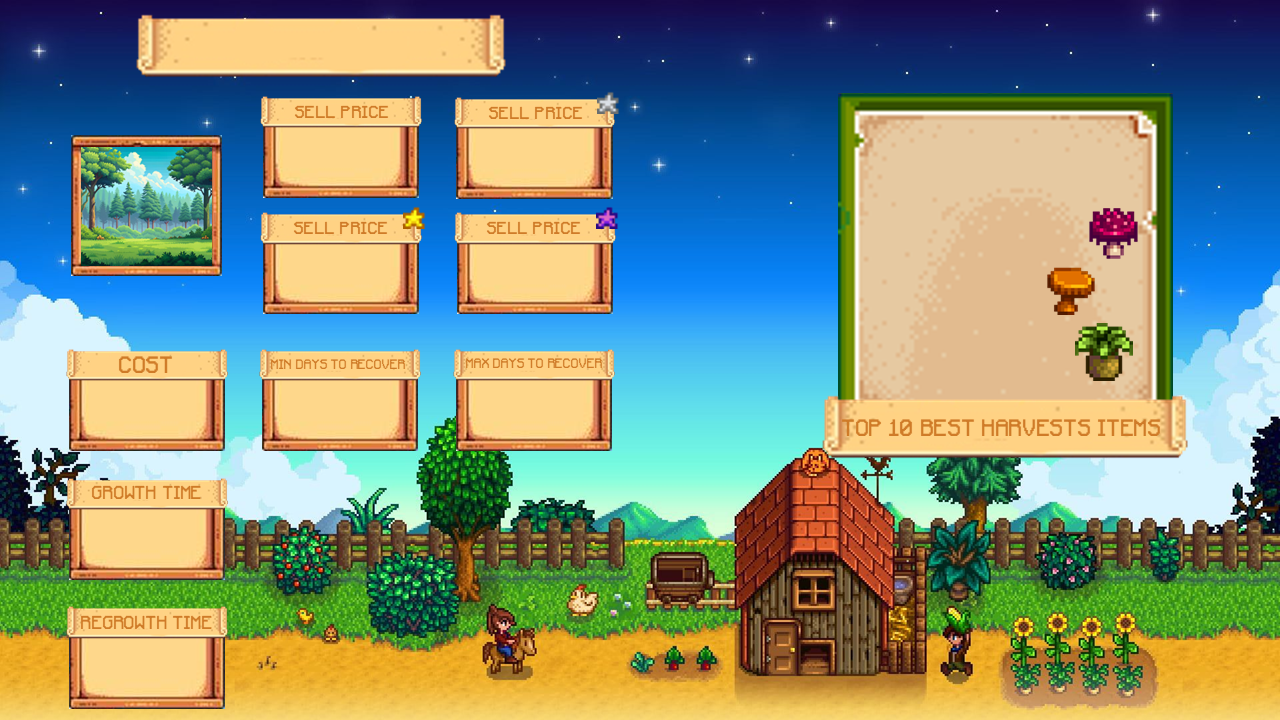 SELL PRICE
SELL PRICE
SELL PRICE
SELL PRICE
COST
MIN DAYS TO RECOVER
MAX DAYS TO RECOVER
TOP 10 BEST HARVESTS ITEMS
GROWTH TIME
REGROWTH TIME